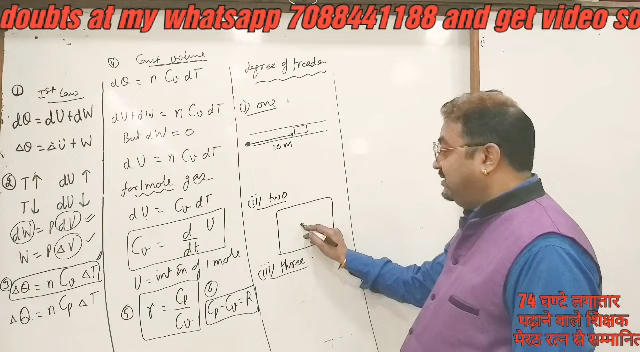 doubts at my whatsapp 7088441188 and get video so
① Ist Law
dQ = dU+dW
ΔQ = ΔU + W
② T↑ dU↑
T↓ dU↓
dW = P(dV)
W = P(ΔV)
③ ΔQ = n Cv ΔT
ΔQ = n Cp ΔT
④ Const volume
dQ = n Cv dT
dU+dW = n Cv dT
But dW = 0
dU = n Cv dT
for 1 mole gas
dU = Cv dT
Cv = d U
dt
U = int En of 1 mole
⑤ r = Cp
Cv
⑥ Cp-Cv = R
degree of freedom
(i) one
10 m
(ii) two
(iii) three
74 घण्टे लगातार
पढ़ाने वाले शिक्षक
मेरठ रत्न से सम्मानित